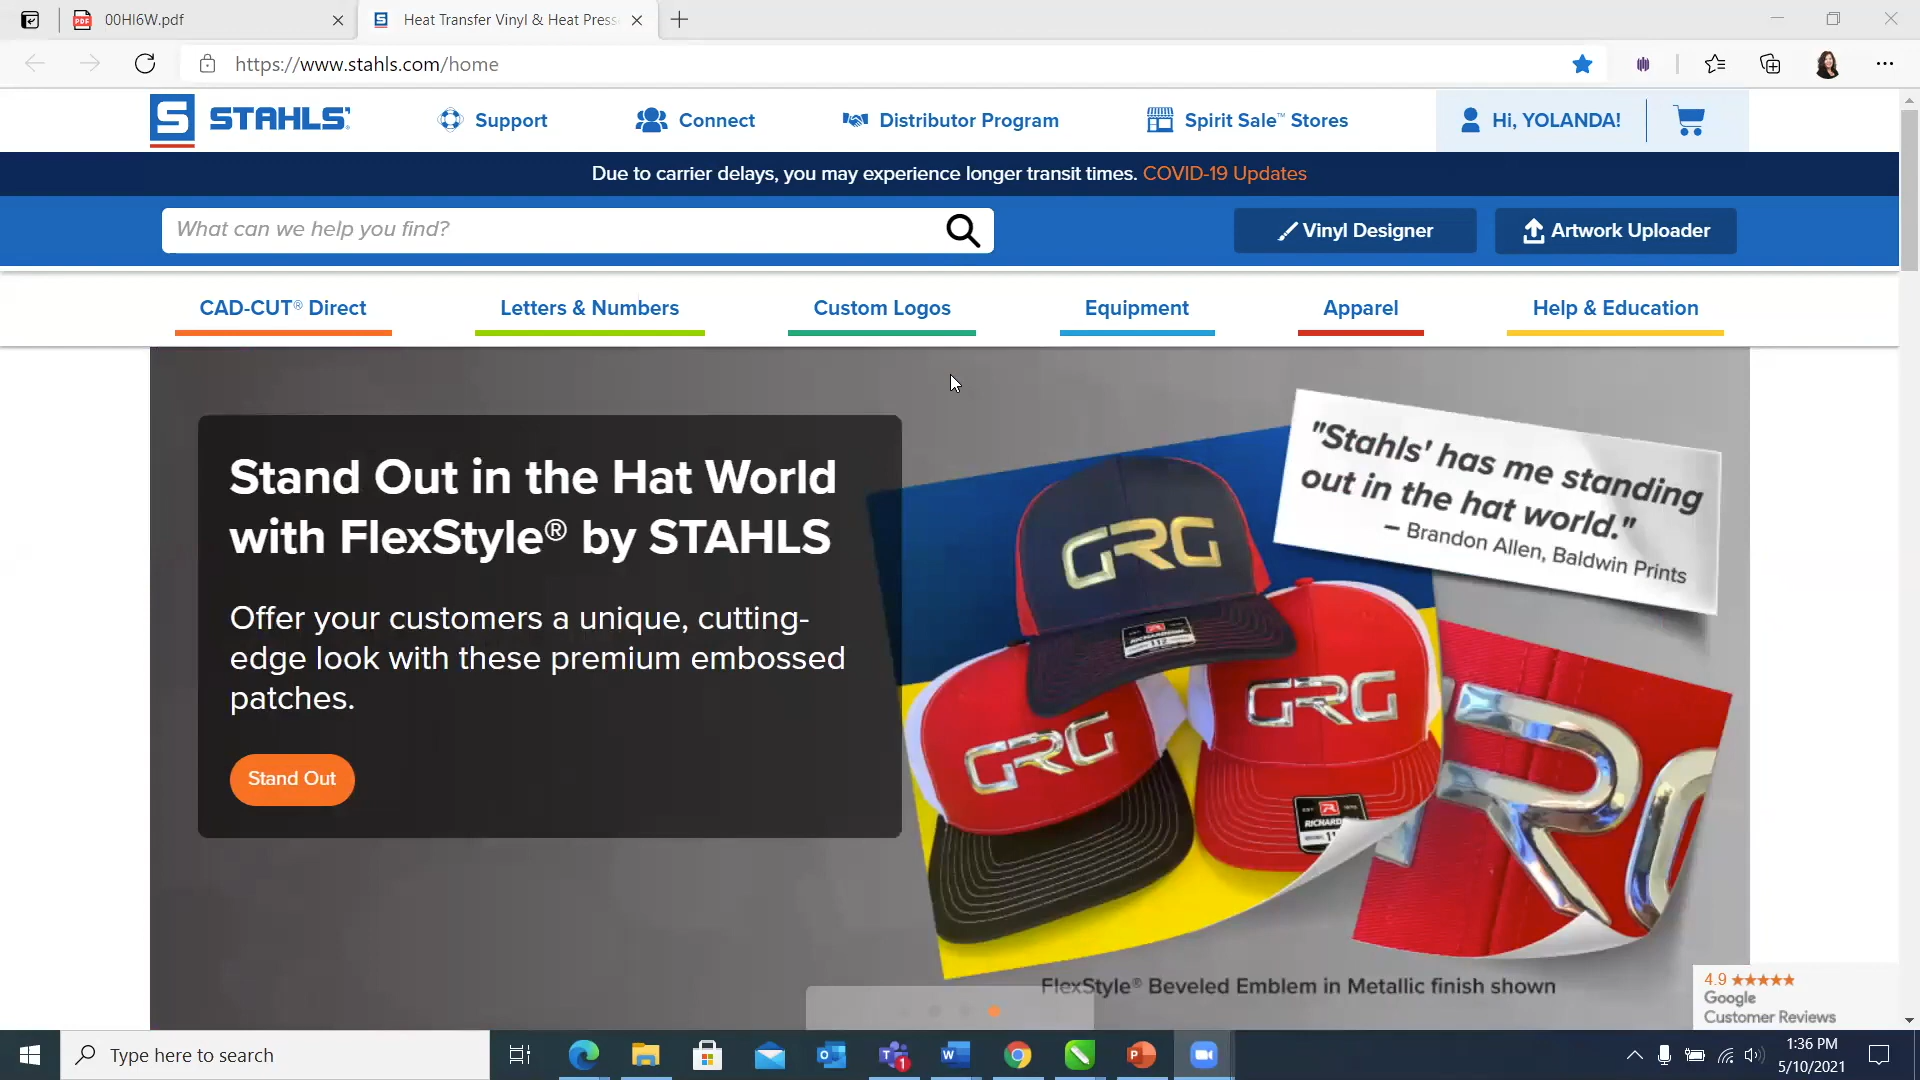 00HI6W.pdf
Heat Transfer Vinyl & Heat Press
https://www.stahls.com/home
S STAHLS'
Support
Connect
Distributor Program
Spirit Sale™ Stores
Hi, YOLANDA!
Due to carrier delays, you may experience longer transit times. COVID-19 Updates
What can we help you find?
Vinyl Designer
Artwork Uploader
CAD-CUT® Direct
Letters & Numbers
Custom Logos
Equipment
Apparel
Help & Education
Stand Out in the Hat World
with FlexStyle® by STAHLS
Offer your customers a unique, cutting-
edge look with these premium embossed
patches.
Stand Out
"Stahls' has me standing
out in the hat world."
– Brandon Allen, Baldwin Prints
GRG
RICHARDSON
112
GRG
GRG
RICHARDS
FlexStyle® Beveled Emblem in Metallic finish shown
4.9 ★★★★★
Google
Customer Reviews
Type here to search
1:36 PM
5/10/2021